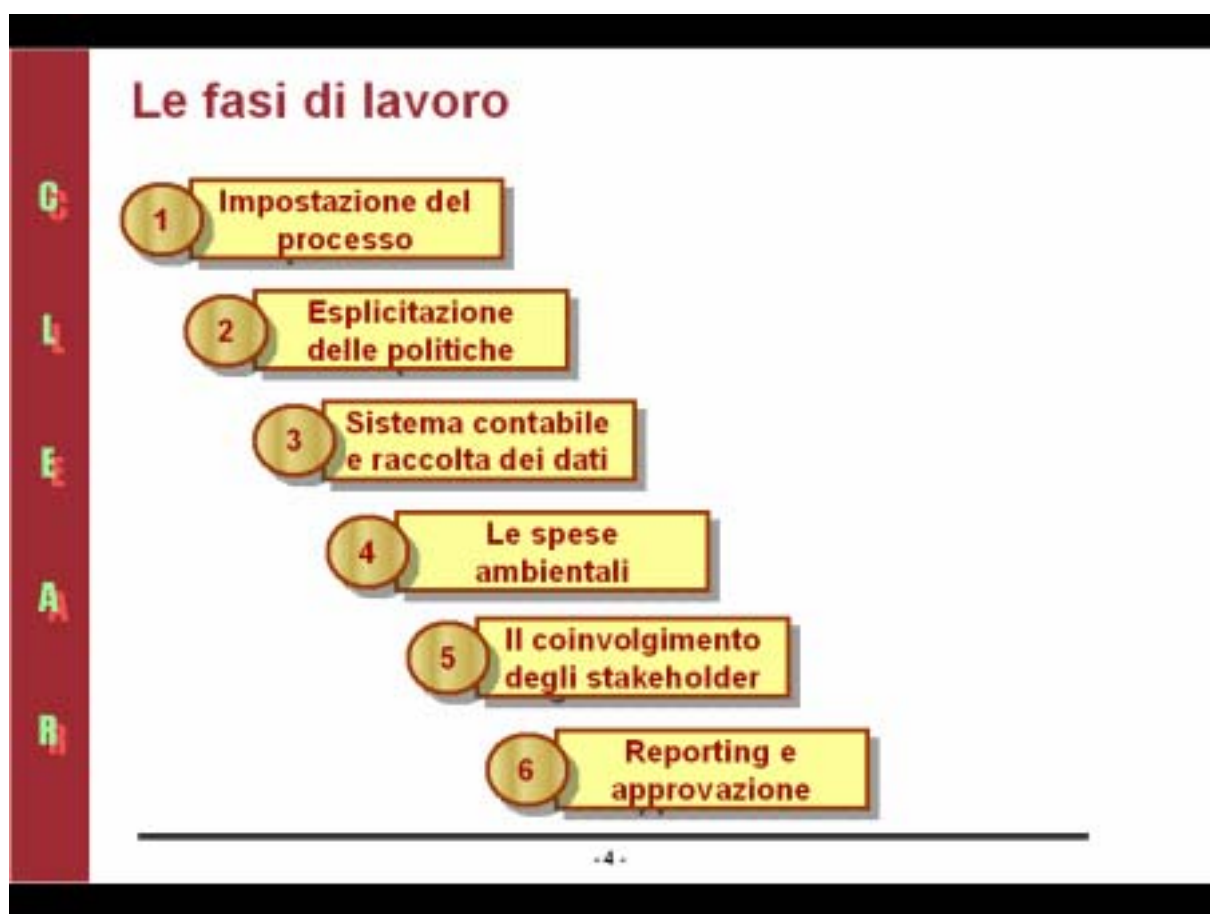 Le fasi di lavoro
1
Impostazione del
processo
2
Esplicitazione
delle politiche
3
Sistema contabile
e raccolta dei dati
4
Le spese
ambientali
5
Il coinvolgimento
degli stakeholder
6
Reporting e
approvazione
C
L
E
A
R
- 4 -